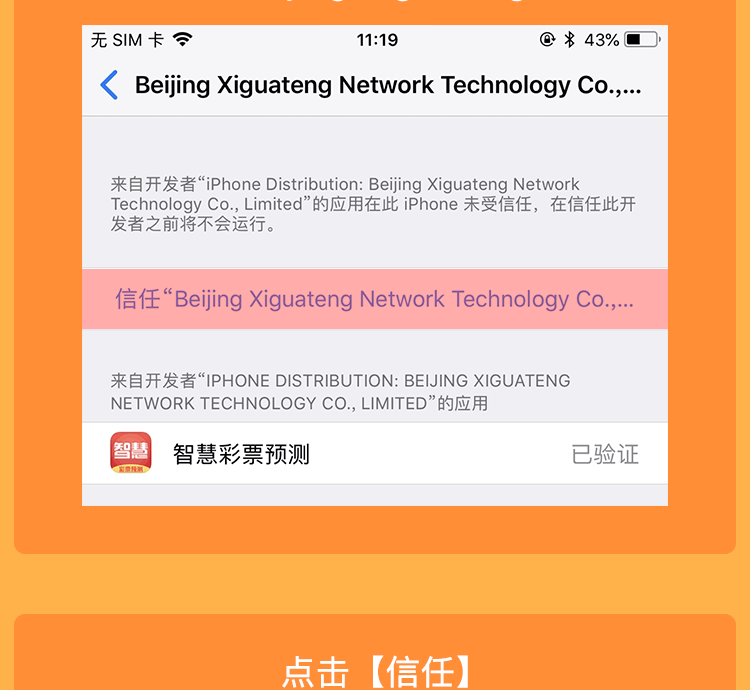 无 SIM 卡
11:19
43%
Beijing Xiguateng Network Technology Co.,...
来自开发者“iPhone Distribution: Beijing Xiguateng Network
Technology Co., Limited”的应用在此 iPhone 未受信任，在信任此开
发者之前将不会运行。
信任“Beijing Xiguateng Network Technology Co.,...
来自开发者“IPHONE DISTRIBUTION: BEIJING XIGUATENG
NETWORK TECHNOLOGY CO., LIMITED”的应用
智慧
彩票预测
智慧彩票预测
已验证
点击【信任】